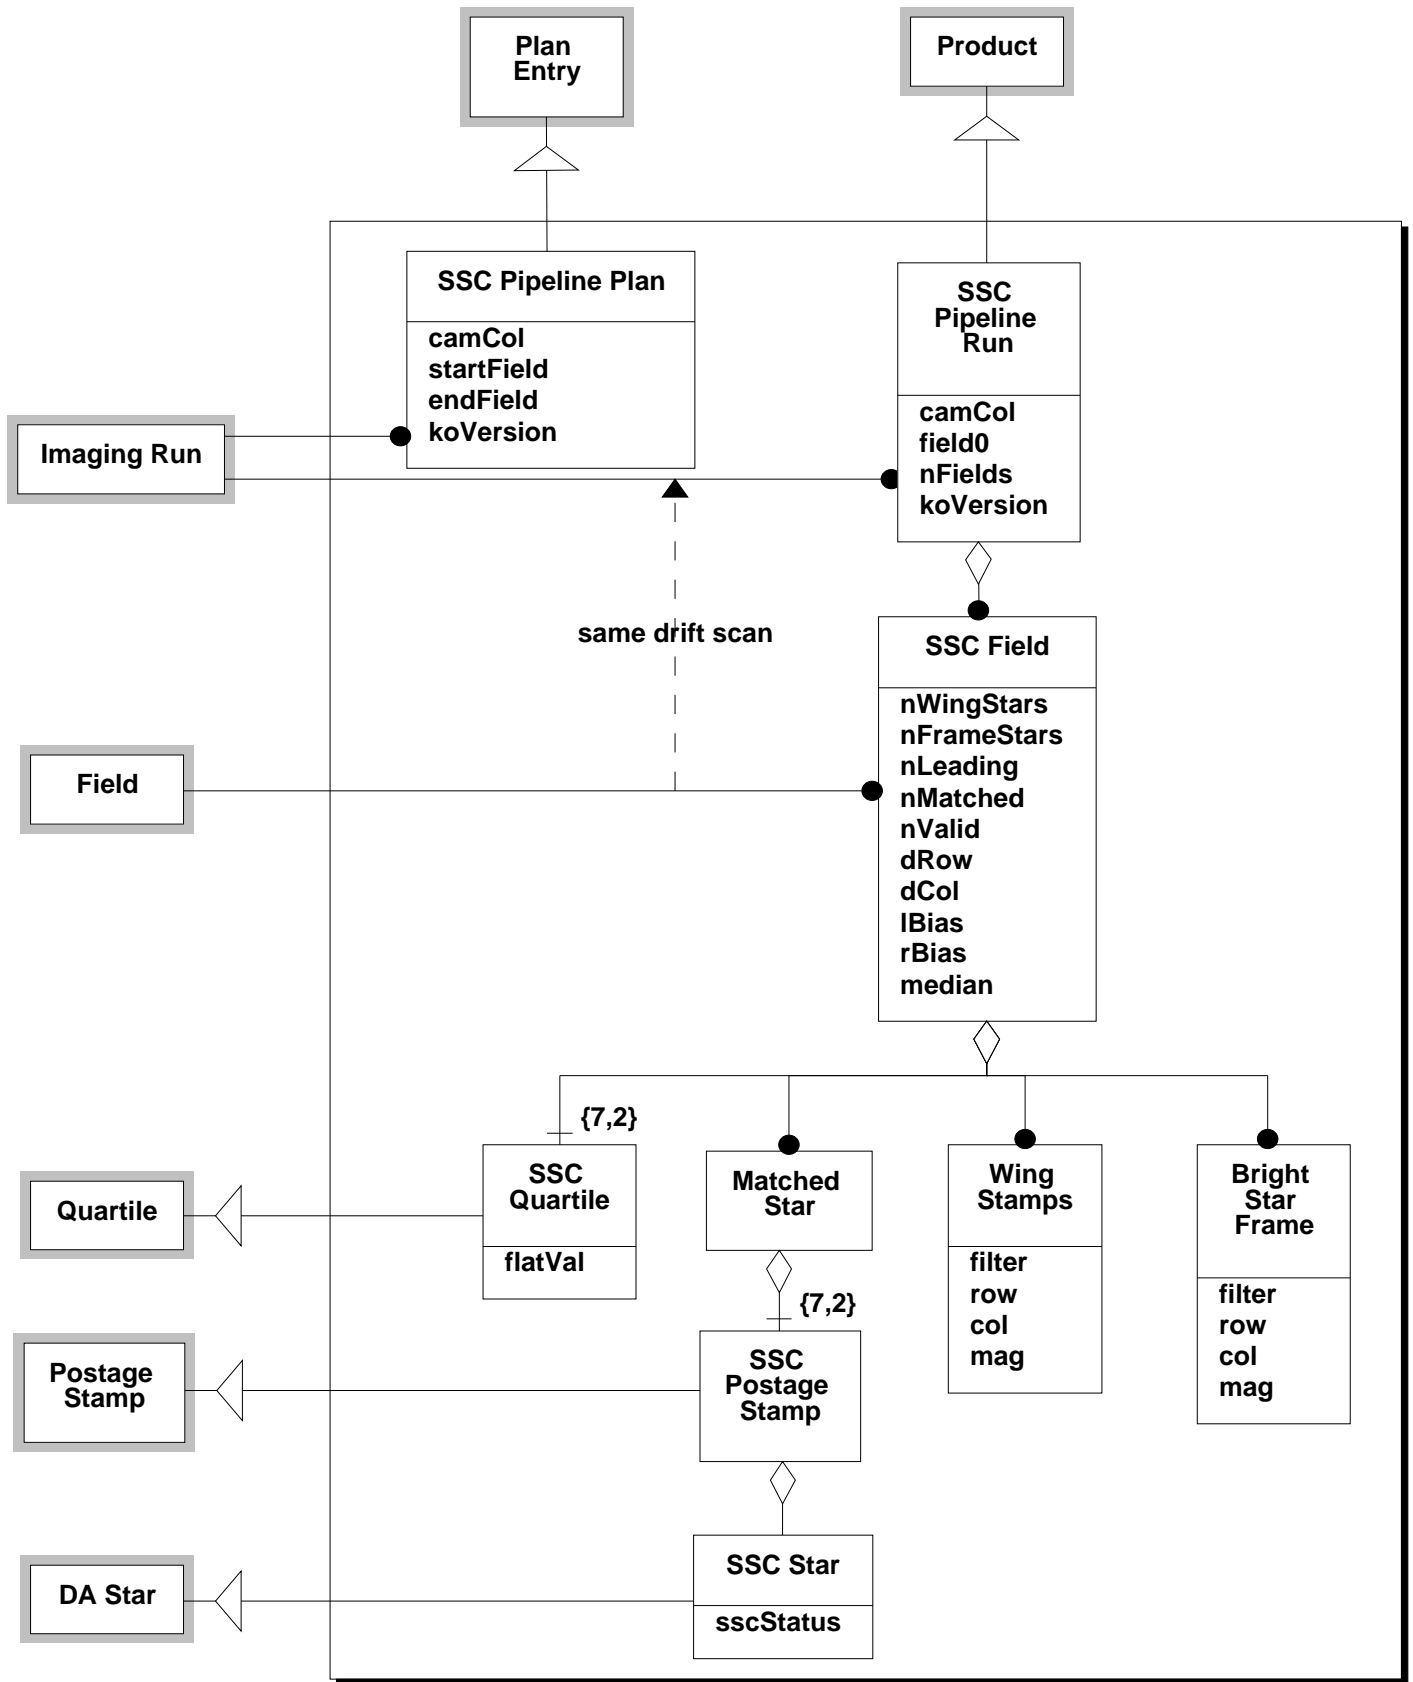 Plan
Entry
Product
SSC Pipeline Plan
camCol
startField
endField
koVersion
SSC
Pipeline
Run
camCol
field0
nFields
koVersion
Imaging Run
same drift scan
SSC Field
nWingStars
nFrameStars
nLeading
nMatched
nValid
dRow
dCol
lBias
rBias
median
Field
{7,2}
SSC
Quartile
flatVal
Matched
Star
Wing
Stamps
filter
row
col
mag
Bright
Star
Frame
filter
row
col
mag
Quartile
{7,2}
SSC
Postage
Stamp
Postage
Stamp
SSC Star
sscStatus
DA Star